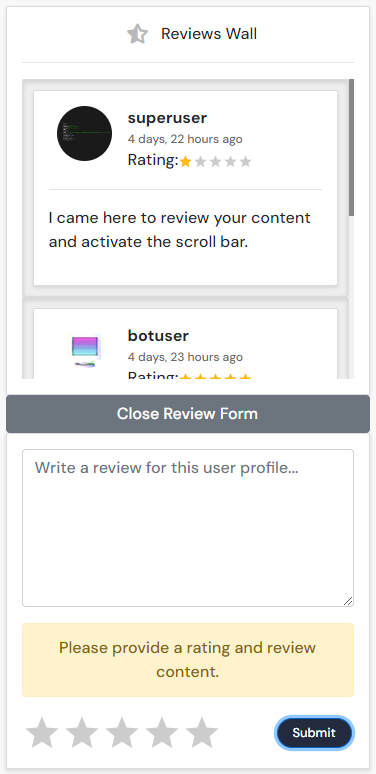 Reviews Wall
superuser
4 days, 22 hours ago
Rating:
I came here to review your content
and activate the scroll bar.
botuser
4 days, 23 hours ago
Rating:
Close Review Form
Write a review for this user profile...
Please provide a rating and review
content.
Submit